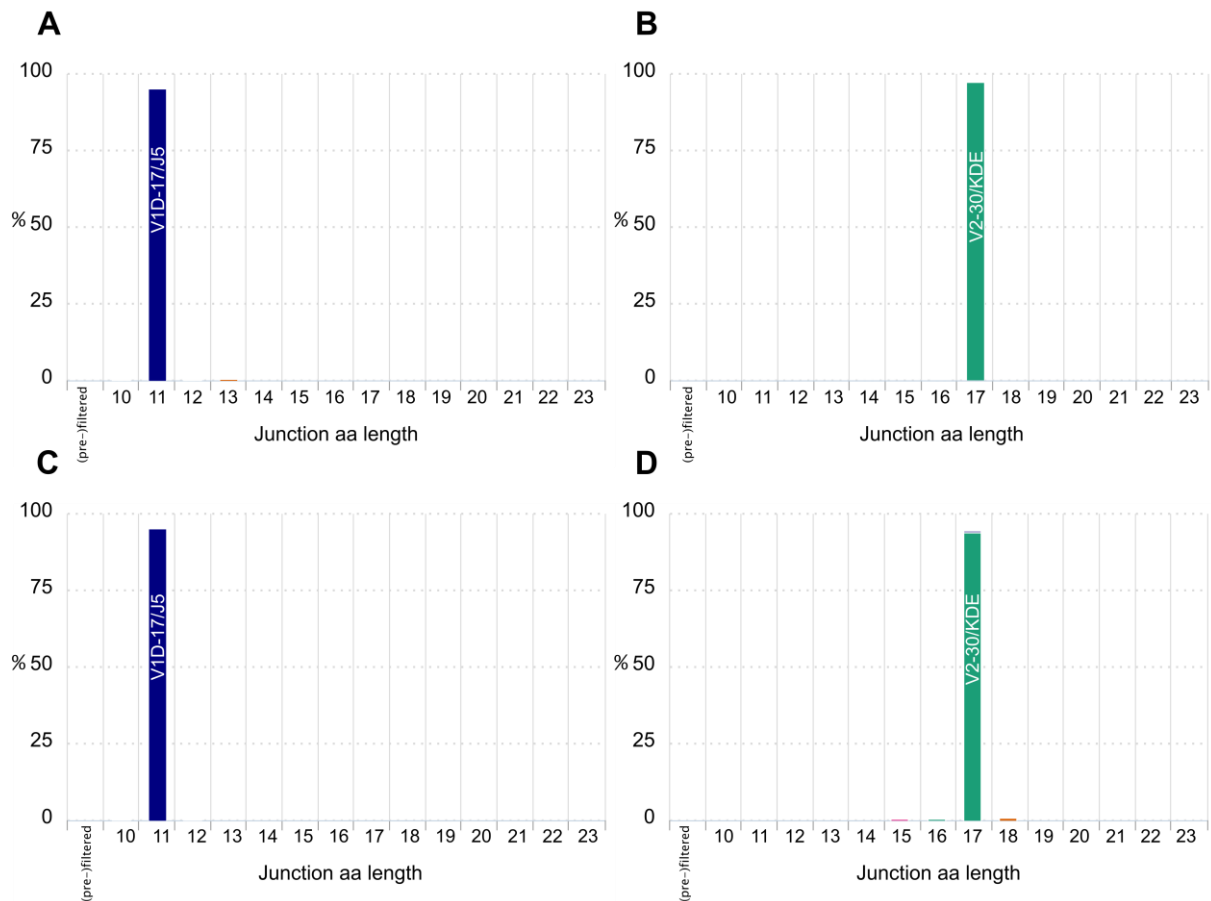 A
100
75
% 50
25
0
V1D-17/J5
(pre-)filtered 10 11 12 13 14 15 16 17 18 19 20 21 22 23
Junction aa length
B
100
75
% 50
25
0
V2-30/KDE
(pre-)filtered 10 11 12 13 14 15 16 17 18 19 20 21 22 23
Junction aa length
C
100
75
% 50
25
0
V1D-17/J5
(pre-)filtered 10 11 12 13 14 15 16 17 18 19 20 21 22 23
Junction aa length
D
100
75
% 50
25
0
V2-30/KDE
(pre-)filtered 10 11 12 13 14 15 16 17 18 19 20 21 22 23
Junction aa length